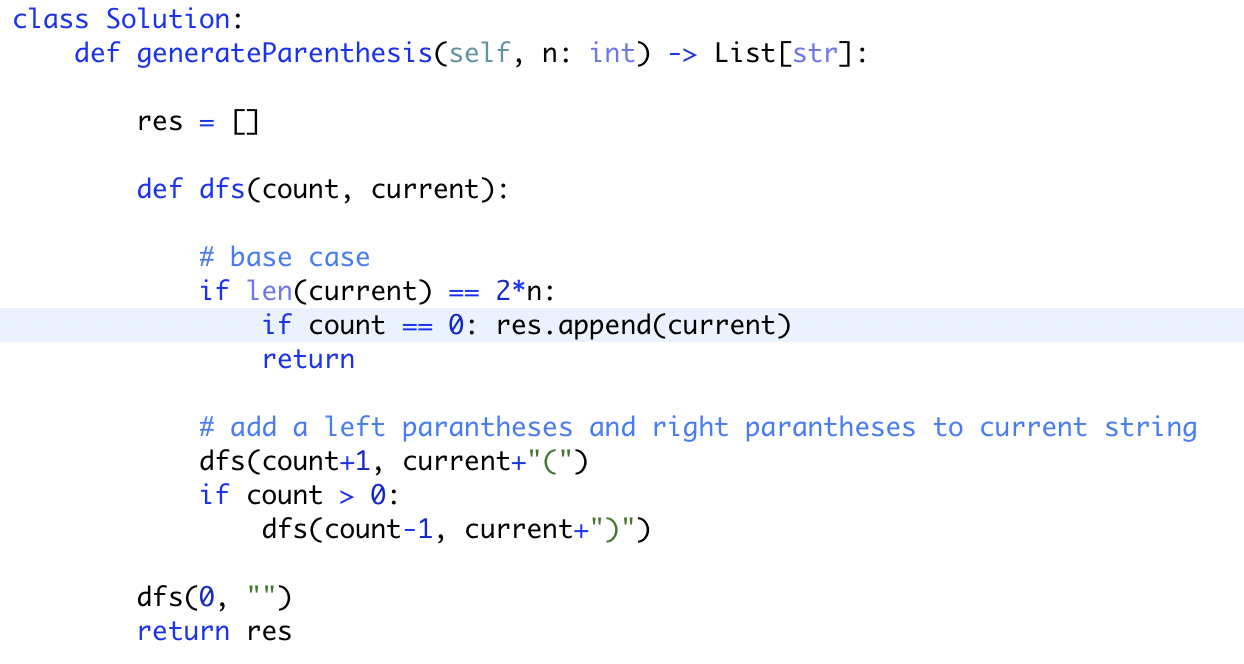 class Solution:
    def generateParenthesis(self, n: int) -> List[str]:
        res = []
        def dfs(count, current):
            # base case
            if len(current) == 2*n:
                if count == 0: res.append(current)
                return
            # add a left parantheses and right parantheses to current string
            dfs(count+1, current+"(")
            if count > 0:
                dfs(count-1, current+")")
        dfs(0, "")
        return res